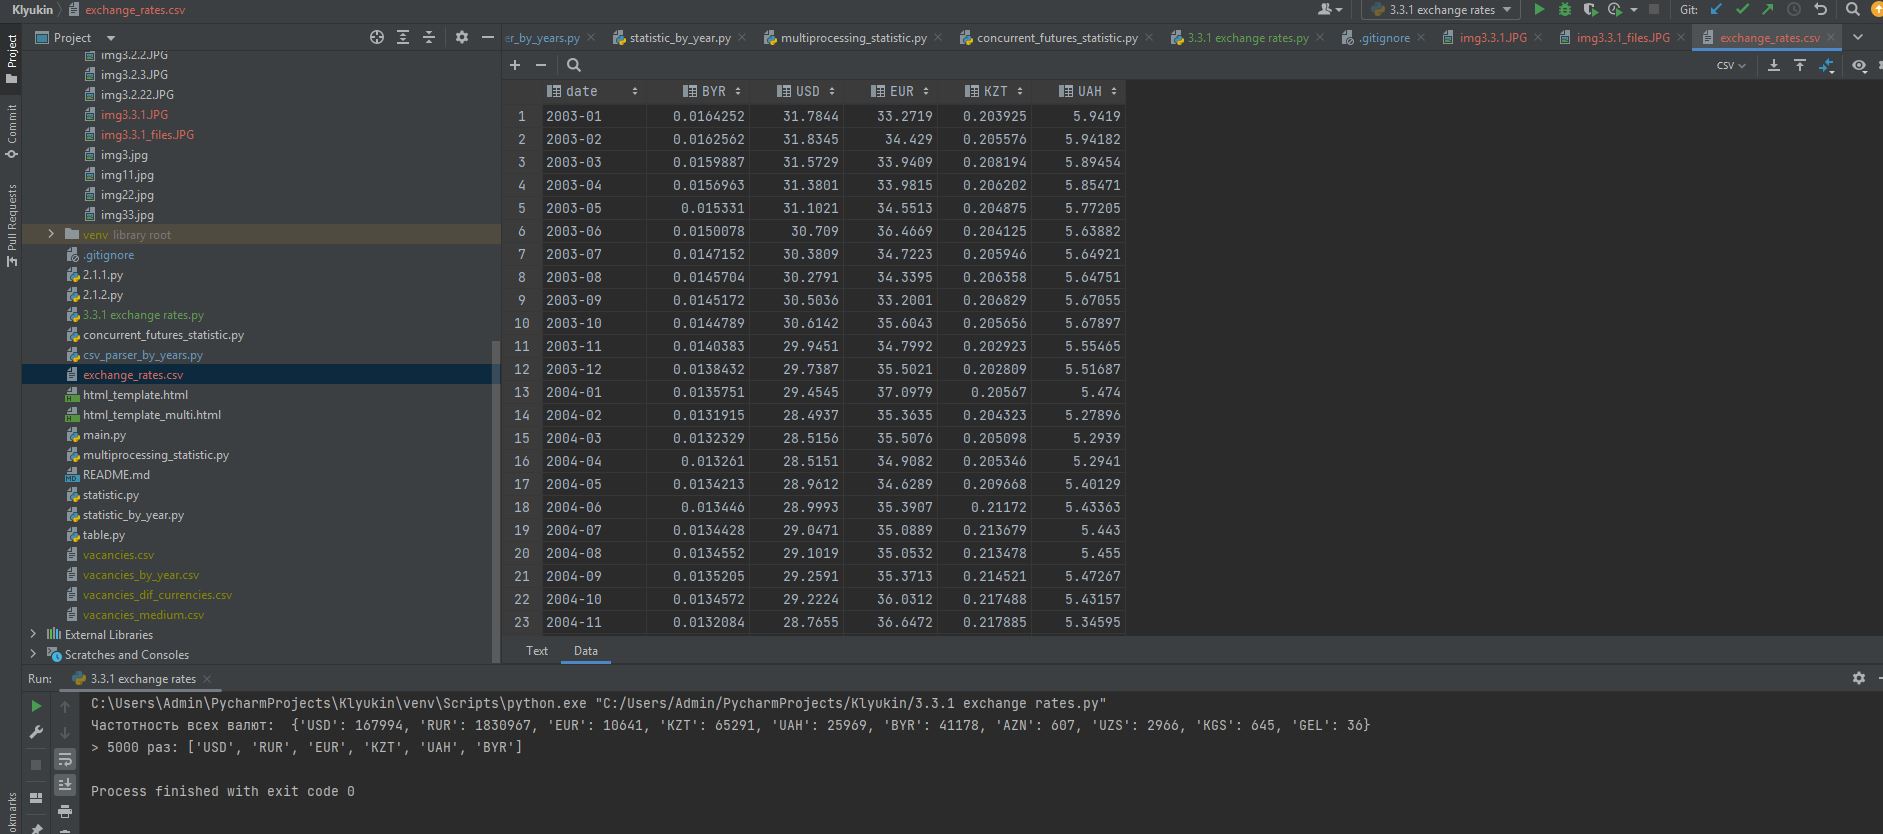 Klyukin exchange_rates.csv 3.3.1 exchange rates Git:
Project er_by_years.py statistic_by_year.py multiprocessing_statistic.py concurrent_futures_statistic.py 3.3.1 exchange rates.py .gitignore img3.3.1.JPG img3.3.1_files.JPG exchange_rates.csv
Project
Commit
Pull Requests
okmarks
img3.2.2.JPG
img3.2.3.JPG
img3.2.22.JPG
img3.3.1.JPG
img3.3.1_files.JPG
img3.jpg
img11.jpg
img22.jpg
img33.jpg
venv library root
.gitignore
2.1.1.py
2.1.2.py
3.3.1 exchange rates.py
concurrent_futures_statistic.py
csv_parser_by_years.py
exchange_rates.csv
html_template.html
html_template_multi.html
main.py
multiprocessing_statistic.py
README.md
statistic.py
statistic_by_year.py
table.py
vacancies.csv
vacancies_by_year.csv
vacancies_dif_currencies.csv
vacancies_medium.csv
External Libraries
Scratches and Consoles
CSV
date BYR USD EUR KZT UAH
1 2003-01 0.0164252 31.7844 33.2719 0.203925 5.9419
2 2003-02 0.0162562 31.8345 34.429 0.205576 5.94182
3 2003-03 0.0159887 31.5729 33.9409 0.208194 5.89454
4 2003-04 0.0156963 31.3801 33.9815 0.206202 5.85471
5 2003-05 0.015331 31.1021 34.5513 0.204875 5.77205
6 2003-06 0.0150078 30.709 36.4669 0.204125 5.63882
7 2003-07 0.0147152 30.3809 34.7223 0.205946 5.64921
8 2003-08 0.0145704 30.2791 34.3395 0.206358 5.64751
9 2003-09 0.0145172 30.5036 33.2001 0.206829 5.67055
10 2003-10 0.0144789 30.6142 35.6043 0.205656 5.67897
11 2003-11 0.0140383 29.9451 34.7992 0.202923 5.55465
12 2003-12 0.0138432 29.7387 35.5021 0.202809 5.51687
13 2004-01 0.0135751 29.4545 37.0979 0.20567 5.474
14 2004-02 0.0131915 28.4937 35.3635 0.204323 5.27896
15 2004-03 0.0132329 28.5156 35.5076 0.205098 5.2939
16 2004-04 0.013261 28.5151 34.9082 0.205346 5.2941
17 2004-05 0.0134213 28.9612 34.6289 0.209668 5.40129
18 2004-06 0.013446 28.9993 35.3907 0.21172 5.43363
19 2004-07 0.0134428 29.0471 35.0889 0.213679 5.443
20 2004-08 0.0134552 29.1019 35.0532 0.213478 5.455
21 2004-09 0.0135205 29.2591 35.3713 0.214521 5.47267
22 2004-10 0.0134572 29.2224 36.0312 0.217488 5.43157
23 2004-11 0.0132084 28.7655 36.6472 0.217885 5.34595
Text Data
Run: 3.3.1 exchange rates
C:\Users\Admin\PycharmProjects\Klyukin\venv\Scripts\python.exe "C:/Users/Admin/PycharmProjects/Klyukin/3.3.1 exchange rates.py"
Частотность всех валют: {'USD': 167994, 'RUR': 1830967, 'EUR': 10641, 'KZT': 65291, 'UAH': 25969, 'BYR': 41178, 'AZN': 607, 'UZS': 2966, 'KGS': 645, 'GEL': 36}
> 5000 раз: ['USD', 'RUR', 'EUR', 'KZT', 'UAH', 'BYR']
Process finished with exit code 0